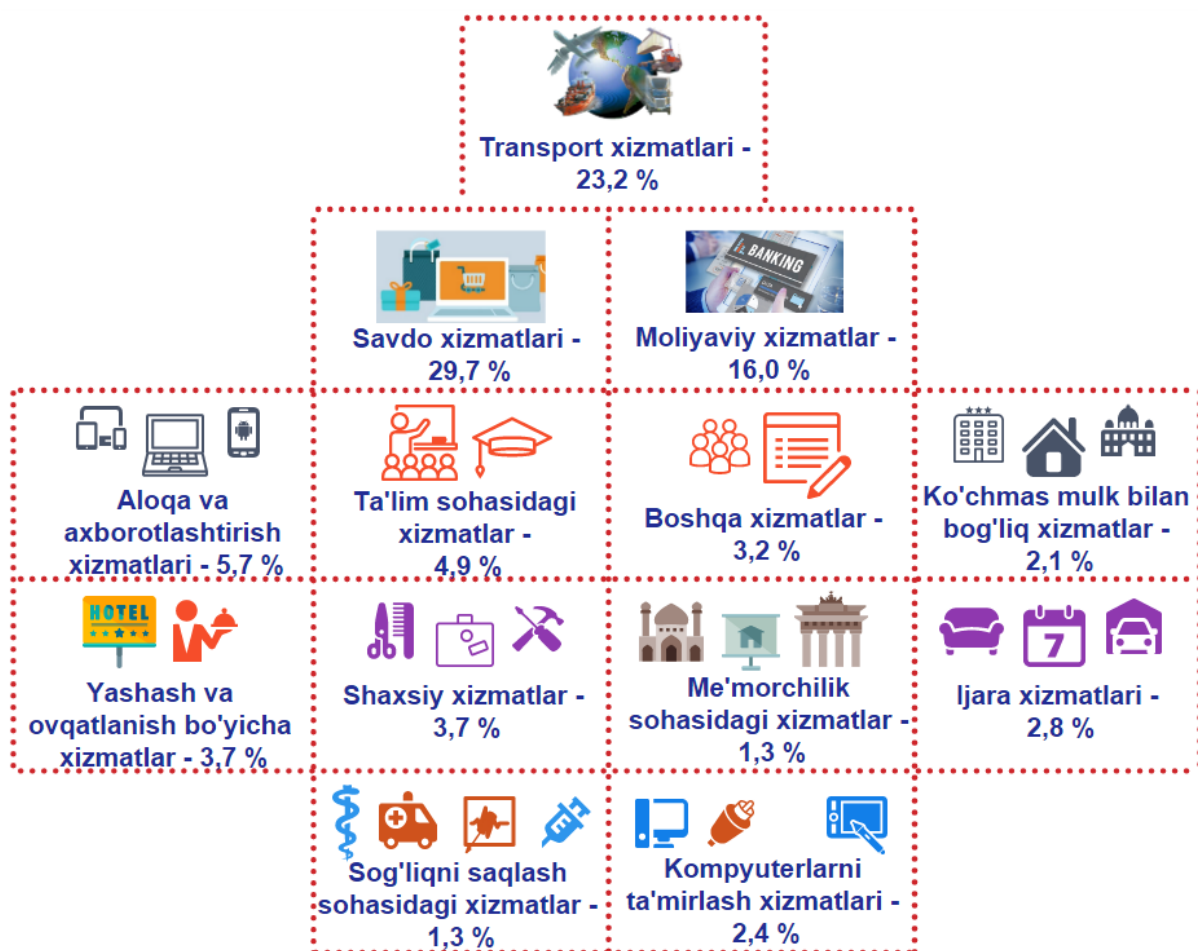 Transport xizmatlari -
23,2 %
BANKING
Savdo xizmatlari -
29,7 %
Moliyaviy xizmatlar -
16,0 %
Aloqa va
axborotlashtirish
xizmatlari - 5,7 %
Ta'lim sohasidagi
xizmatlar -
4,9 %
Boshqa xizmatlar -
3,2 %
Ko'chmas mulk bilan
bog'liq xizmatlar -
2,1 %
HOTEL
Yashash va
ovqatlanish bo'yicha
xizmatlar - 3,7 %
Shaxsiy xizmatlar -
3,7 %
Me'morchilik
sohasidagi xizmatlar -
1,3 %
7
Ijara xizmatlari -
2,8 %
Sog'liqni saqlash
sohasidagi xizmatlar -
1,3 %
Kompyuterlarni
ta'mirlash xizmatlari -
2,4 %